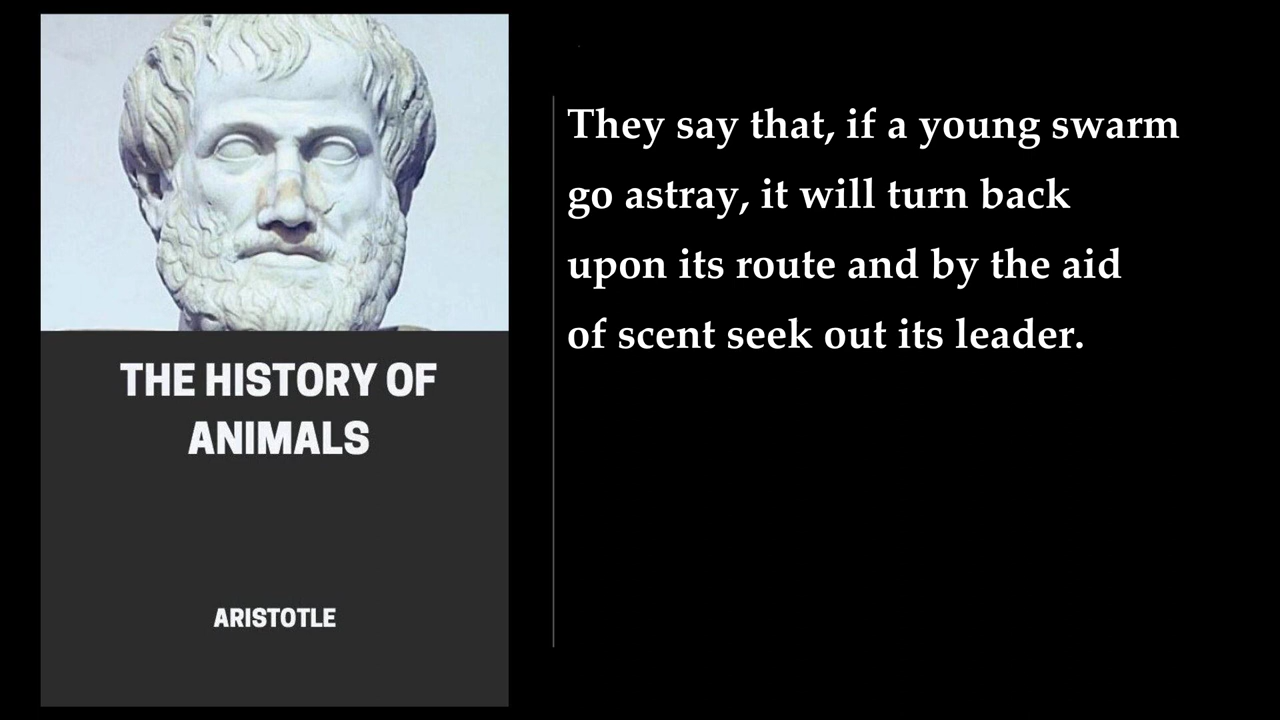 THE HISTORY OF
ANIMALS
ARISTOTLE
They say that, if a young swarm
go astray, it will turn back
upon its route and by the aid
of scent seek out its leader.